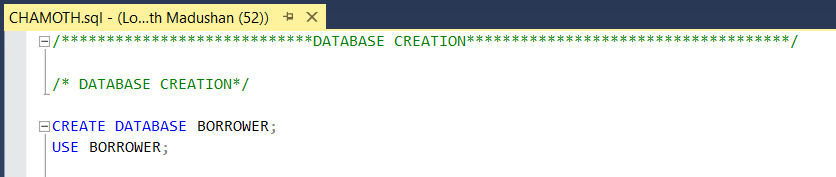 CHAMOTH.sql - (Lo...th Madushan (52))
/****************************DATABASE CREATION************************************/
/* DATABASE CREATION*/
CREATE DATABASE BORROWER;
USE BORROWER;